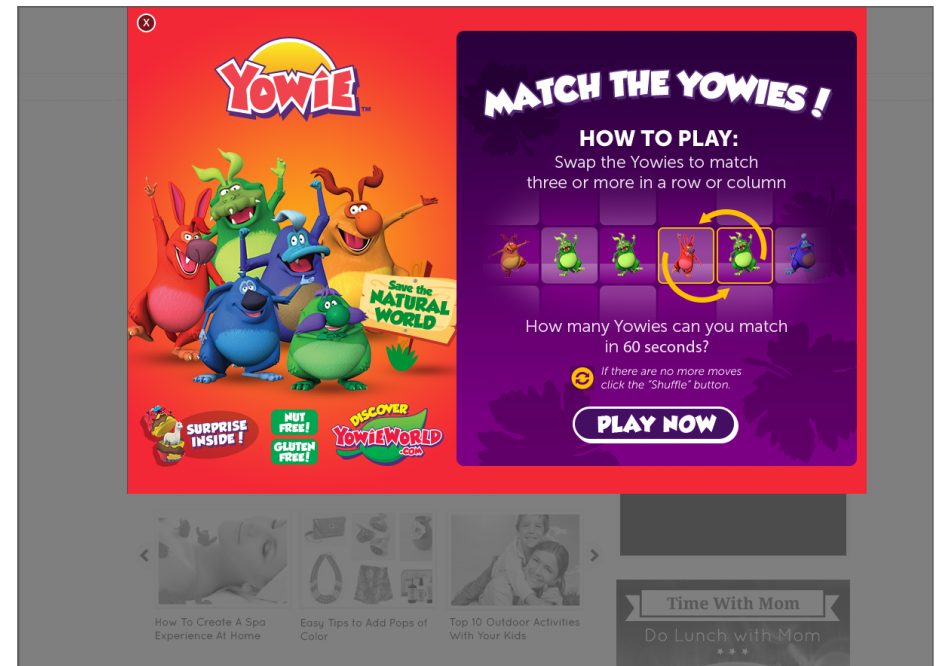 X
YOWIE™
Save the
NATURAL
WORLD
SURPRISE
INSIDE!
NUT
FREE!
GLUTEN
FREE!
DISCOVER
YOWIEWORLD
.COM
MATCH THE YOWIES!
HOW TO PLAY:
Swap the Yowies to match
three or more in a row or column
How many Yowies can you match
in 60 seconds?
If there are no more moves
click the "Shuffle" button.
PLAY NOW
How To Create A Spa
Experience At Home
Easy Tips to Add Pops of
Color
Top 10 Outdoor Activities
With Your Kids
Time With Mom
Do Lunch with Mom